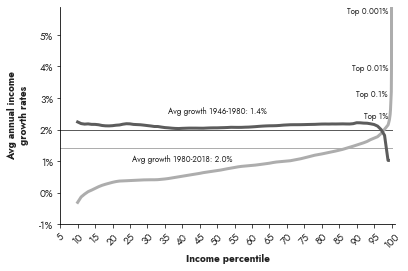 Top 0.001%
5%
Top 0.01%
4%
Top 0.1%
3%
Avg growth 1946-1980: 1.4%
Top 1%
2%
Avg growth 1980-2018: 2.0%
1%
0%
-1%
Avg annual income
growth rates
5 10 15 20 25 30 35 40 45 50 55 60 65 70 75 80 85 90 95 100
Income percentile